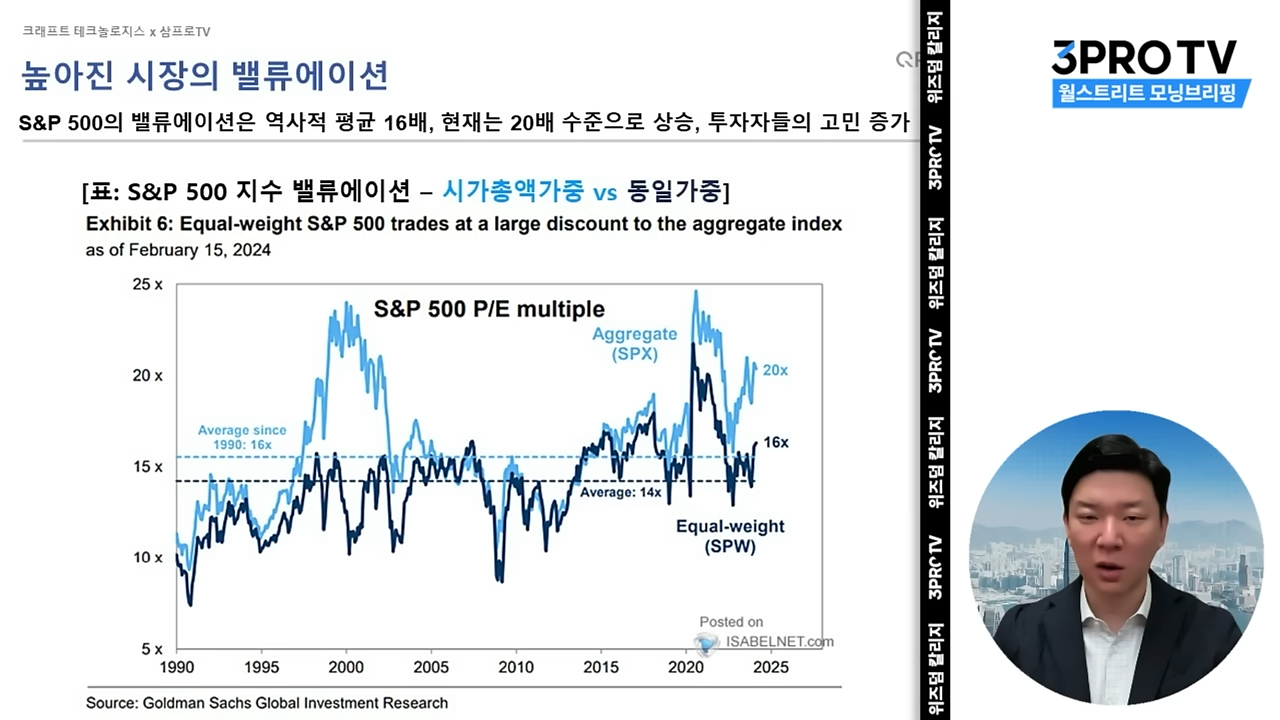 크래프트 테크놀로지스 x 삼프로TV
높아진 시장의 밸류에이션
S&P 500의 밸류에이션은 역사적 평균 16배, 현재는 20배 수준으로 상승, 투자자들의 고민 증가
[표: S&P 500 지수 밸류에이션 – 시가총액가중 vs 동일가중]
Exhibit 6: Equal-weight S&P 500 trades at a large discount to the aggregate index
as of February 15, 2024
25 x
20 x
15 x
10 x
5 x
S&P 500 P/E multiple
Aggregate
(SPX)
20x
Average since
1990: 16x
16x
Average: 14x
Equal-weight
(SPW)
Posted on
ISABELNET.com
1990 1995 2000 2005 2010 2015 2020 2025
Source: Goldman Sachs Global Investment Research
위즈덤 칼리지
3PRO TV
위즈덤 칼리지
3PRO TV
위즈덤 칼리지
3PRO TV
위즈덤 칼리지
3PRO TV
월스트리트 모닝브리핑